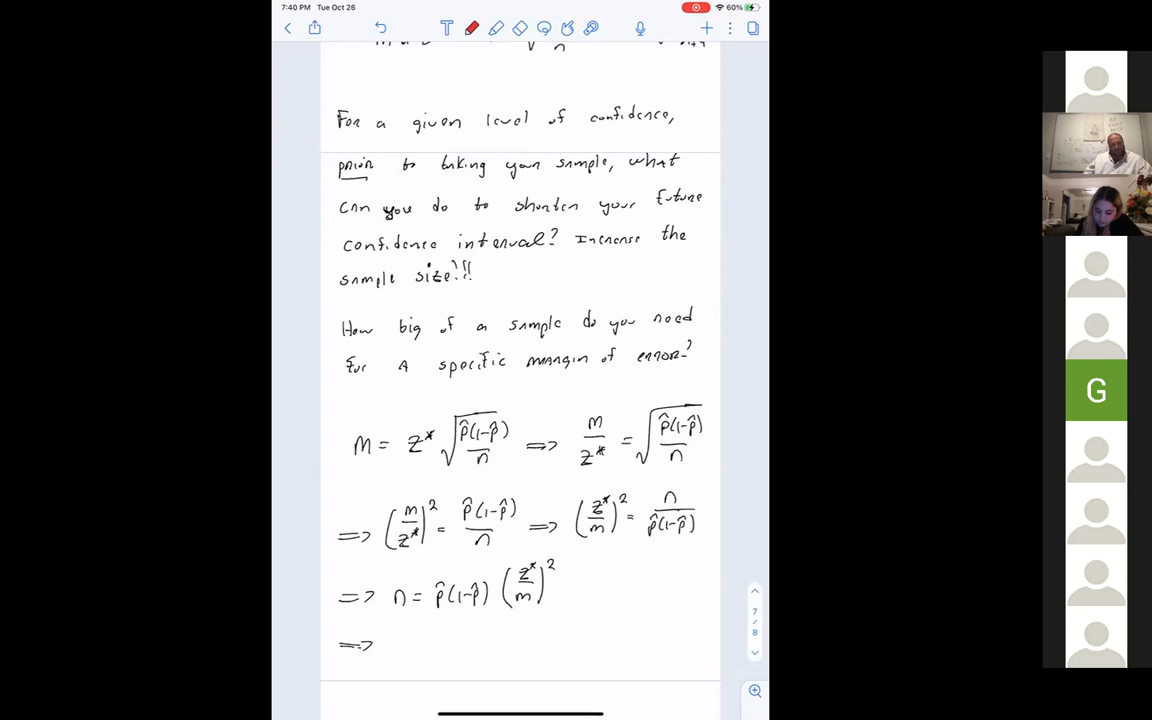 7:40 PM Tue Oct 26
60%
T
n
For a given level of confidence,
prior to taking your sample, what
can you do to shorten your future
confidence interval? Increase the
sample size!!!
How big of a sample do you need
for A specific margin of error?
M = Z* √(p̂(1-p̂)/n) ⟹ m/Z* = √(p̂(1-p̂)/n)
⟹ (m/Z*)² = p̂(1-p̂)/n ⟹ (Z*/m)² = n/p̂(1-p̂)
⟹ n = p̂(1-p̂) (Z*/m)²
⟹
7 / 8
G